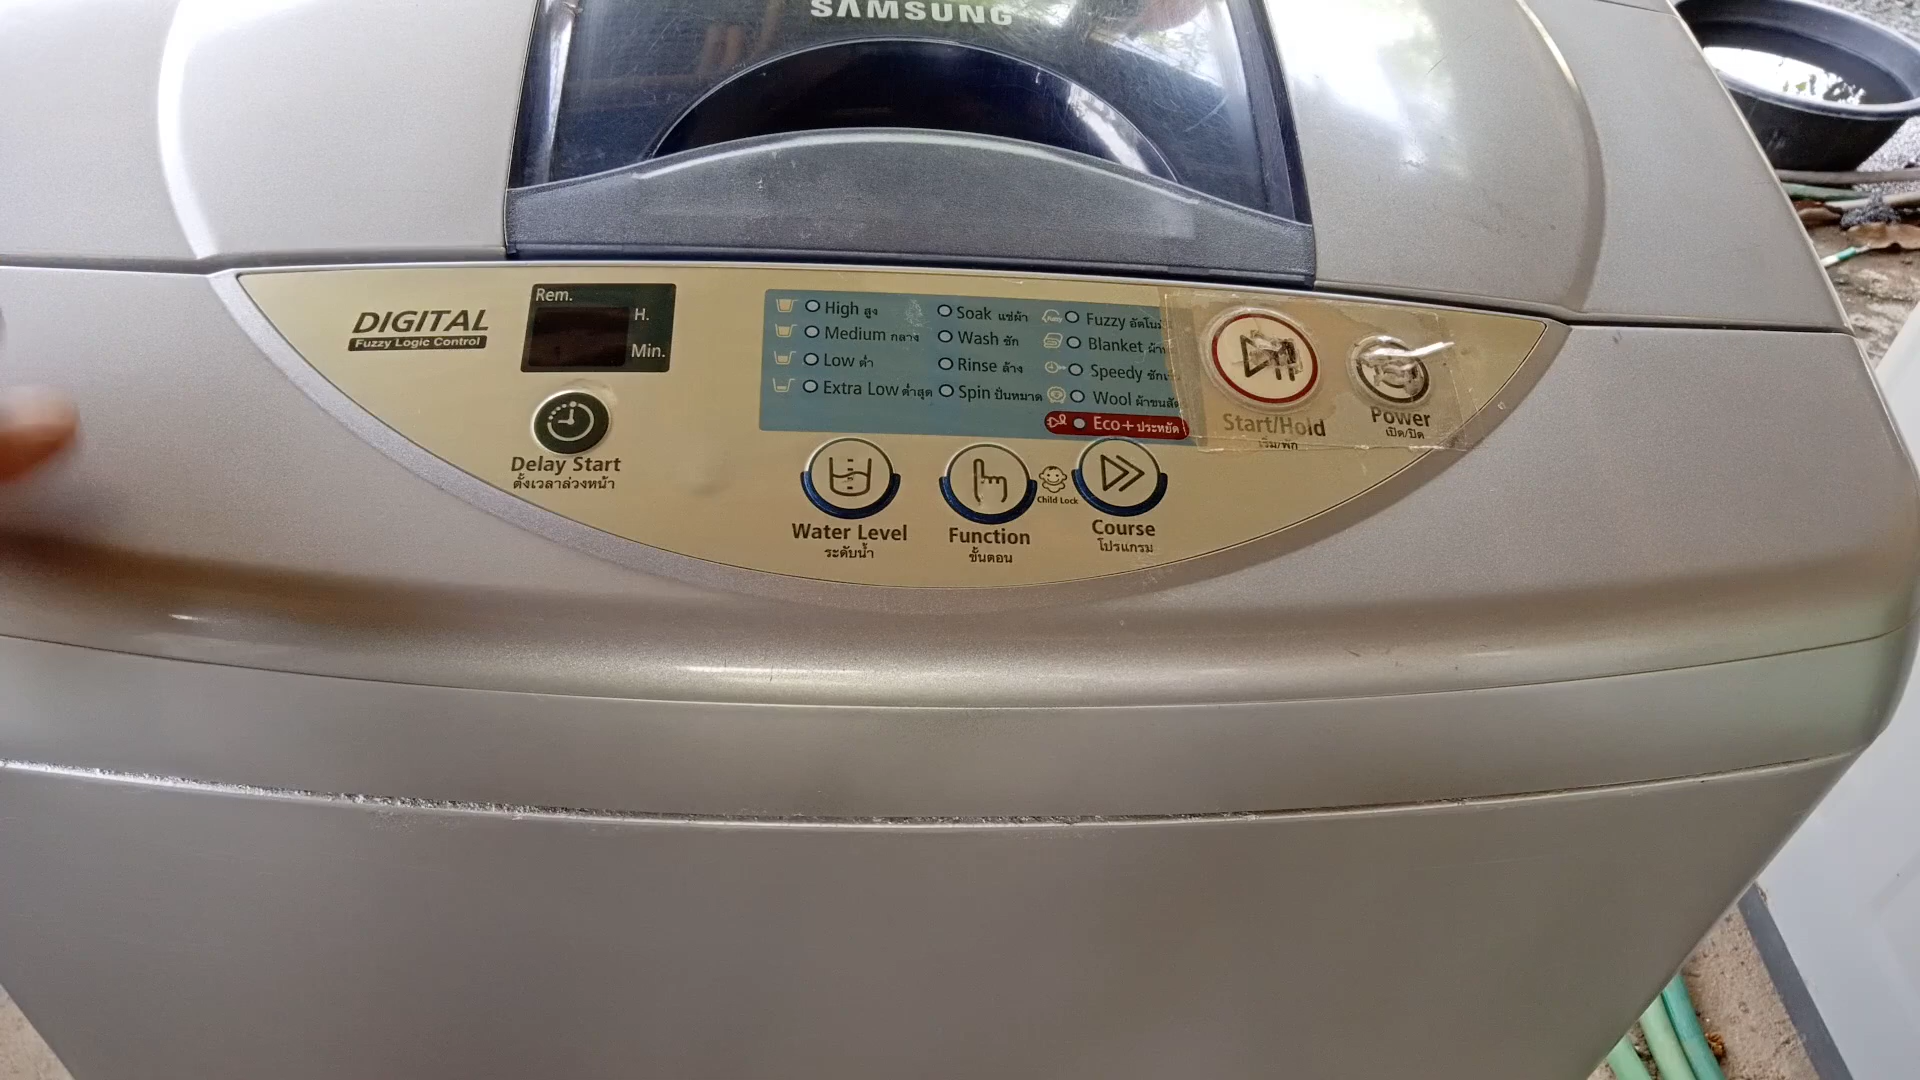 SAMSUNG
DIGITAL
Fuzzy Logic Control
Rem.
H.
Min.
Delay Start
ตั้งเวลาล่วงหน้า
High สูง
Medium กลาง
Low ต่ำ
Extra Low ต่ำสุด
Soak แช่ผ้า
Wash ซัก
Rinse ล้าง
Spin ปั่นหมาด
Fuzzy
Blanket
Speedy
Wool
Eco+ ประหยัด
Start/Hold
เริ่ม/พัก
Power
เปิด/ปิด
Water Level
ระดับน้ำ
Function
ขั้นตอน
Child Lock
Course
โปรแกรม